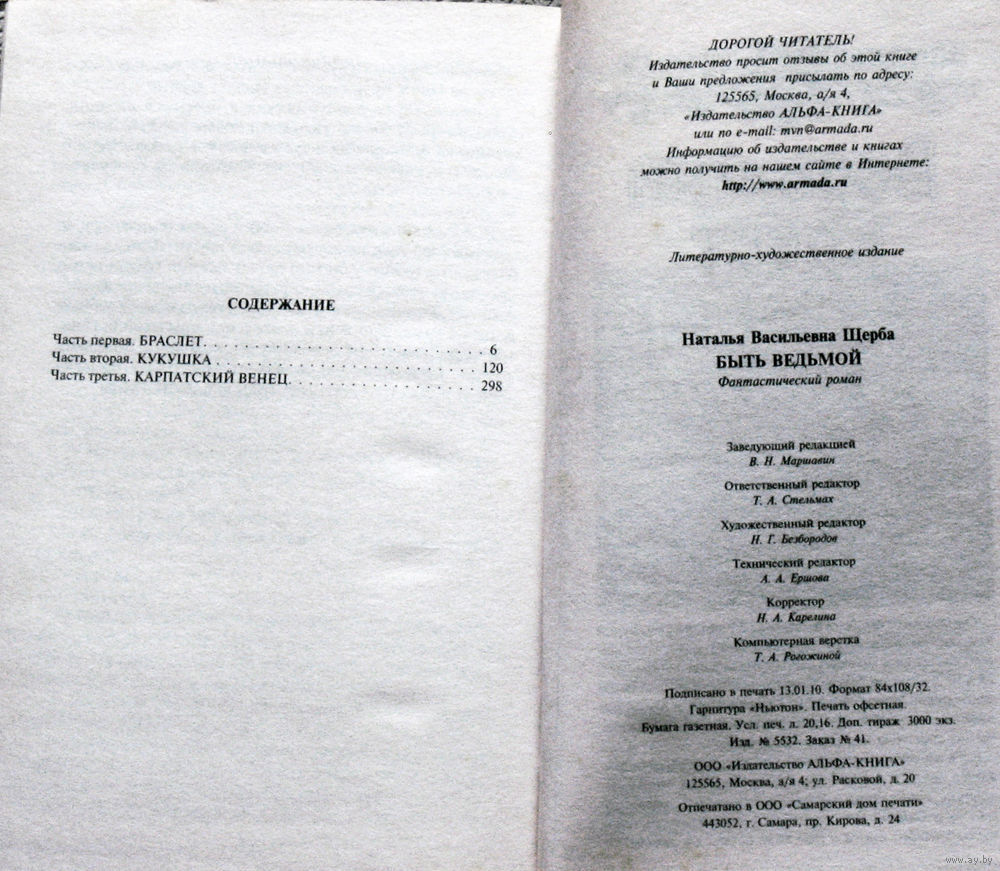 СОДЕРЖАНИЕ
Часть первая. БРАСЛЕТ. . . . . . . . . . . . . . . . . . . . . . . . . . . . 6
Часть вторая. КУКУШКА . . . . . . . . . . . . . . . . . . . . . . . . . . 120
Часть третья. КАРПАТСКИЙ ВЕНЕЦ. . . . . . . . . . . . . . . . . . . 298
ДОРОГОЙ ЧИТАТЕЛЬ!
Издательство просит отзывы об этой книге
и Ваши предложения присылать по адресу:
125565, Москва, а/я 4,
«Издательство АЛЬФА-КНИГА»
или по e-mail: mvn@armada.ru
Информацию об издательстве и книгах
можно получить на нашем сайте в Интернете:
http://www.armada.ru
Литературно-художественное издание
Наталья Васильевна Щерба
БЫТЬ ВЕДЬМОЙ
Фантастический роман
Заведующий редакцией
В. Н. Маршавин
Ответственный редактор
Т. А. Стельмах
Художественный редактор
Н. Г. Безбородов
Технический редактор
А. А. Ершова
Корректор
Н. А. Карелина
Компьютерная верстка
Т. А. Рогожиной
Подписано в печать 13.01.10. Формат 84x108/32.
Гарнитура «Ньютон». Печать офсетная.
Бумага газетная. Усл. печ. л. 20,16. Доп. тираж 3000 экз.
Изд. № 5532. Заказ № 41.
ООО «Издательство АЛЬФА-КНИГА»
125565, Москва, а/я 4; ул. Расковой, д. 20
Отпечатано в ООО «Самарский дом печати»
443052, г. Самара, пр. Кирова, д. 24
www.ay.by